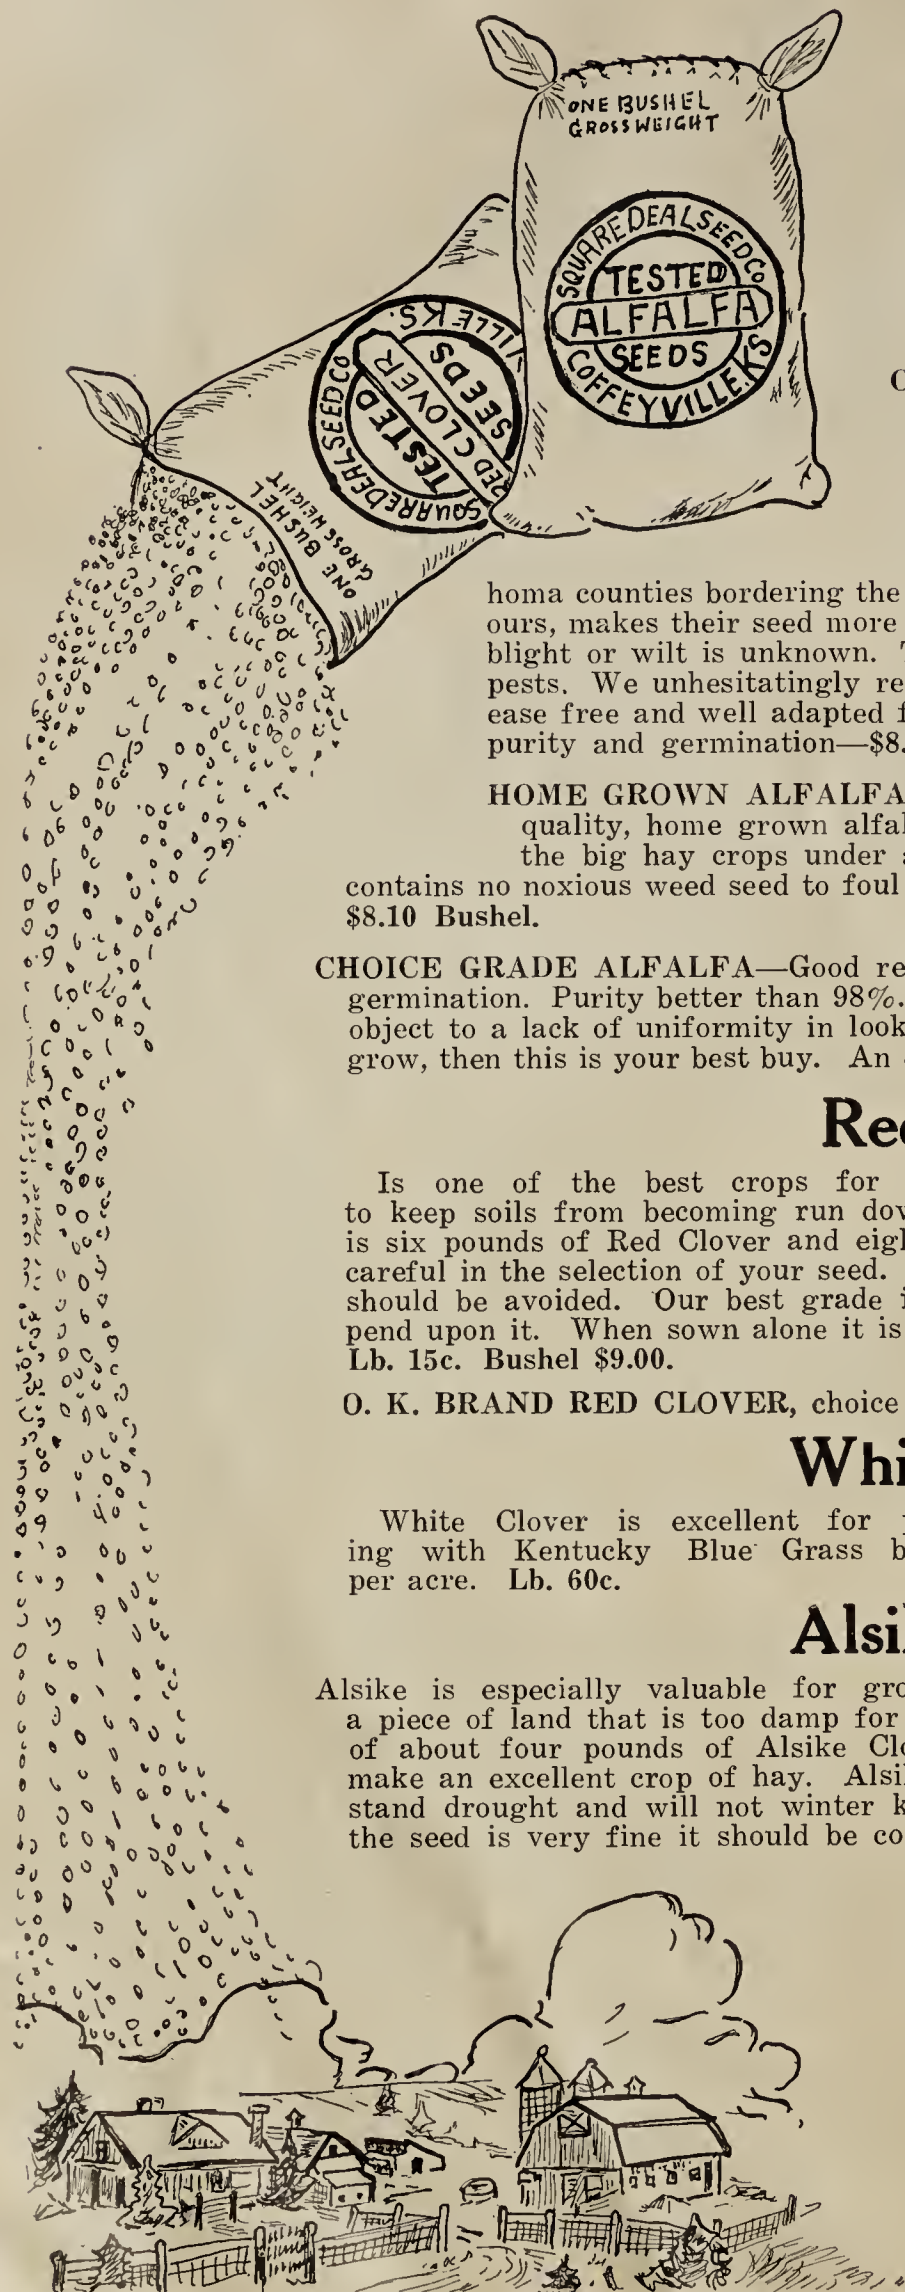 ONE BUSHEL
GROSS WEIGHT
SQUARE DEAL SEED Co
TESTED
ALFALFA
SEEDS
COFFEYVILLE. KS
SQUARE DEAL SEED CO
VILLE. KS.
TESTED
RED CLOVER
SEEDS
ONE BUSHEL
GROSS WEIGHT
homa counties bordering the
ours, makes their seed more
blight or wilt is unknown.
pests. We unhesitatingly re
ease free and well adapted f
purity and germination—$8.
HOME GROWN ALFALFA
quality, home grown alfal
the big hay crops under a
contains no noxious weed seed to foul
$8.10 Bushel.
CHOICE GRADE ALFALFA—Good re
germination. Purity better than 98%.
object to a lack of uniformity in look
grow, then this is your best buy. An
Re
Is one of the best crops for
to keep soils from becoming run dov
is six pounds of Red Clover and eigh
careful in the selection of your seed.
should be avoided. Our best grade i
pend upon it. When sown alone it is
Lb. 15c. Bushel $9.00.
O. K. BRAND RED CLOVER, choice
Whi
White Clover is excellent for
ing with Kentucky Blue Grass b
per acre. Lb. 60c.
Alsi
Alsike is especially valuable for gro
a piece of land that is too damp for
of about four pounds of Alsike Clo
make an excellent crop of hay. Alsi
stand drought and will not winter k
the seed is very fine it should be co